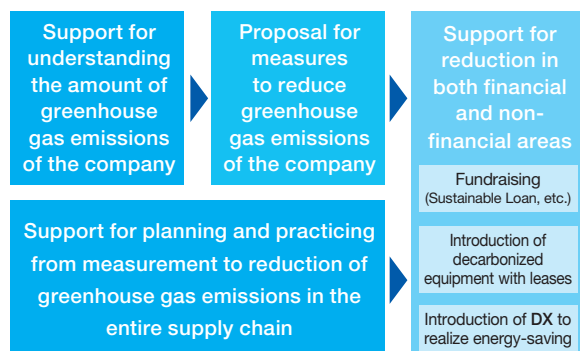 Support for
understanding
the amount of
greenhouse
gas emissions
of the company
Proposal for
measures
to reduce
greenhouse
gas emissions
of the company
Support for
reduction in
both financial
and non-
financial areas
Fundraising
(Sustainable Loan, etc.)
Introduction of
decarbonized
equipment with leases
Introduction of DX to
realize energy-saving
Support for planning and practicing
from measurement to reduction of
greenhouse gas emissions in the
entire supply chain